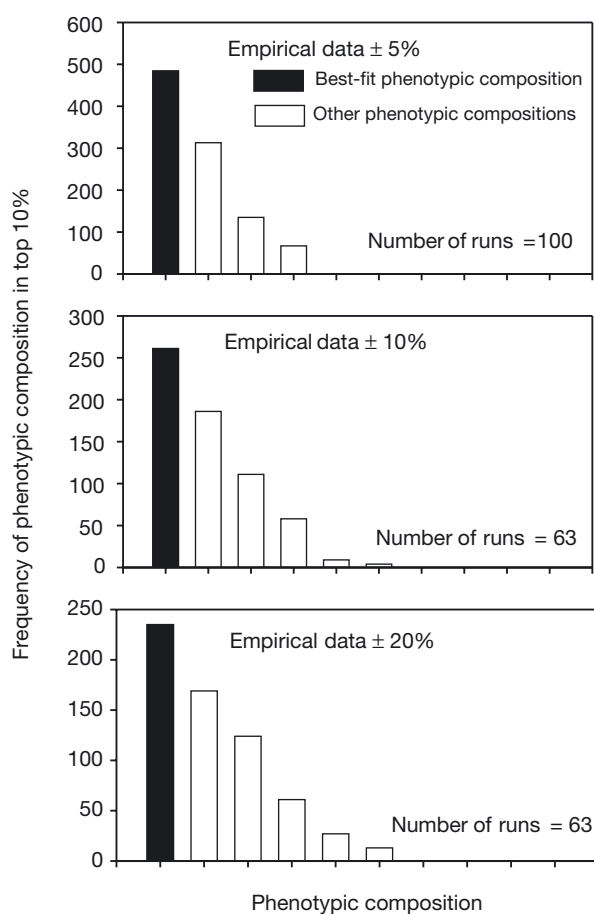 Frequency of phenotypic composition in top 10%
600
500
400
300
200
100
0
Empirical data ± 5%
Best-fit phenotypic composition
Other phenotypic compositions
Number of runs =100
300
250
200
150
100
50
0
Empirical data ± 10%
Number of runs = 63
250
200
150
100
50
0
Empirical data ± 20%
Number of runs = 63
Phenotypic composition